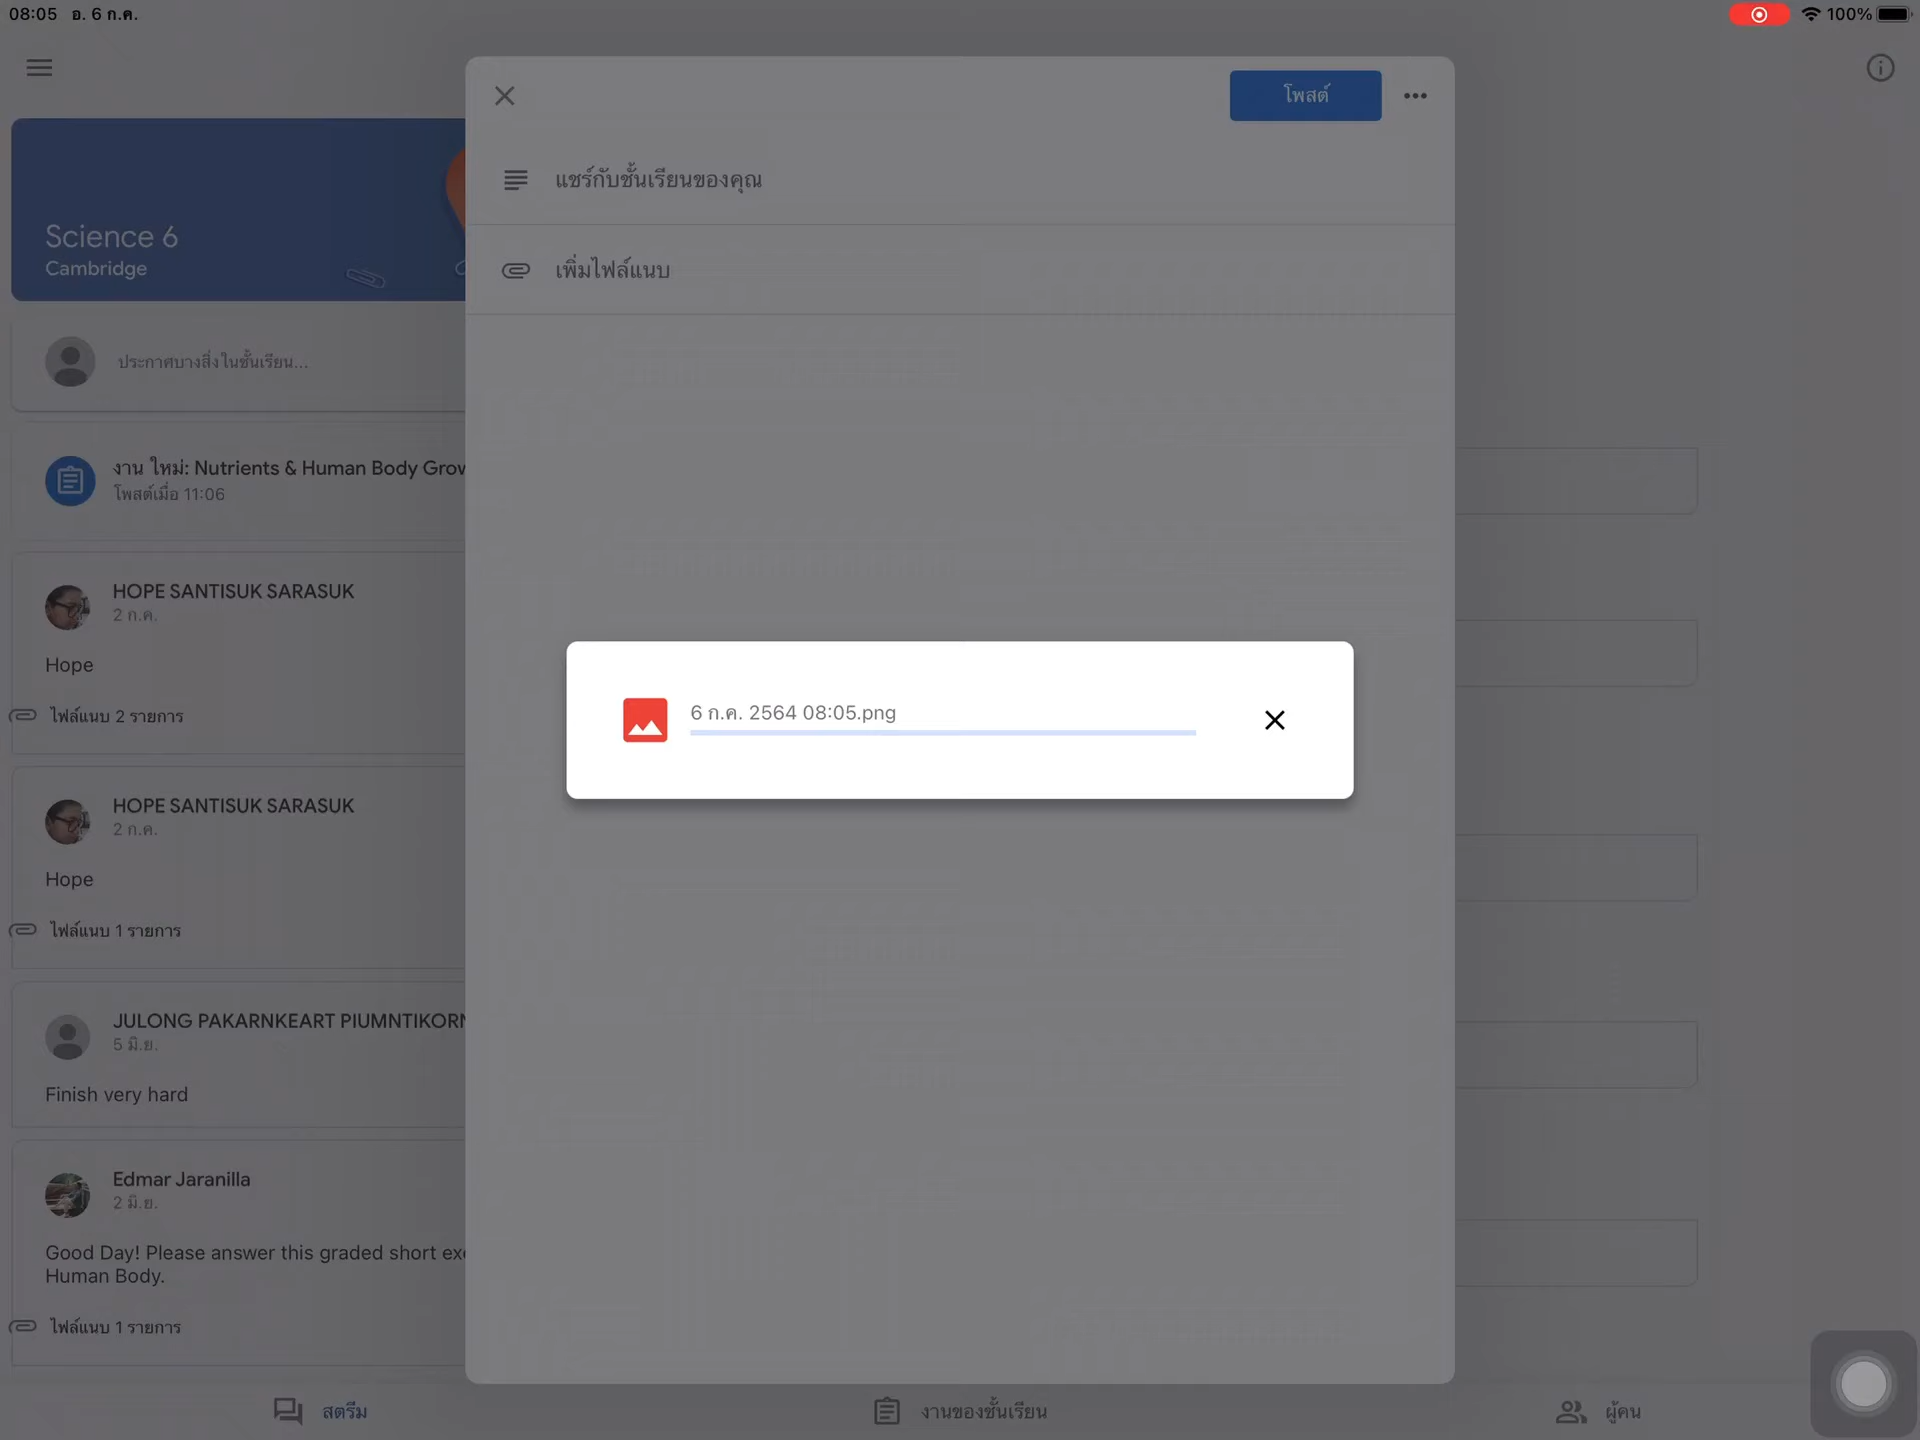 08:05 อ. 6 ก.ค.
100%
โพสต์
แชร์กับชั้นเรียนของคุณ
Science 6
Cambridge
เพิ่มไฟล์แนบ
ประกาศบางสิ่งในชั้นเรียน...
งาน ใหม่: Nutrients & Human Body Grow
โพสต์เมื่อ 11:06
HOPE SANTISUK SARASUK
2 ก.ค.
Hope
ไฟล์แนบ 2 รายการ
6 ก.ค. 2564 08:05.png
HOPE SANTISUK SARASUK
2 ก.ค.
Hope
ไฟล์แนบ 1 รายการ
JULONG PAKARNKEART PIUMNTIKORN
5 มิ.ย.
Finish very hard
Edmar Jaranilla
2 มิ.ย.
Good Day! Please answer this graded short exe
Human Body.
ไฟล์แนบ 1 รายการ
สตรีม
งานของชั้นเรียน
ผู้คน